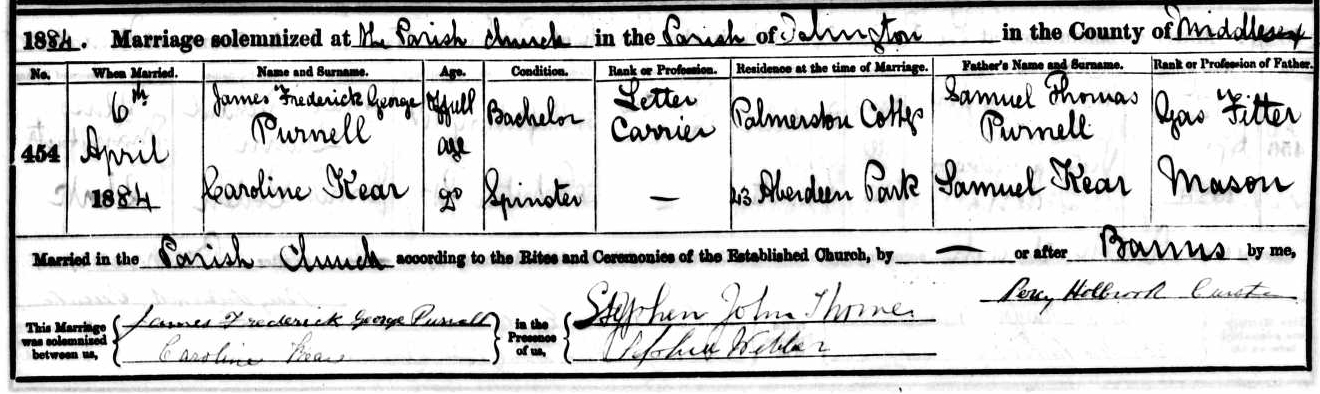 1884. Marriage solemnized at the Parish Church in the Parish of Islington in the County of Middlesex
No. When Married. Name and Surname. Age. Condition. Rank or Profession. Residence at the time of Marriage. Father's Name and Surname. Rank or Profession of Father.
454 6th April 1884 James Frederick George Purnell Of full age Bachelor Letter Carrier Palmerston Cottgs Samuel Thomas Purnell Gas Fitter
Caroline Kear Do Spinster — 23 Aberdeen Park Samuel Kear Mason
Married in the Parish Church according to the Rites and Ceremonies of the Established Church, by — or after Banns by me,
Percy Holbrook Curate
This Marriage was solemnized between us, James Frederick George Purnell in the Presence of us, Stephen John Thorner
Caroline Kear Webber